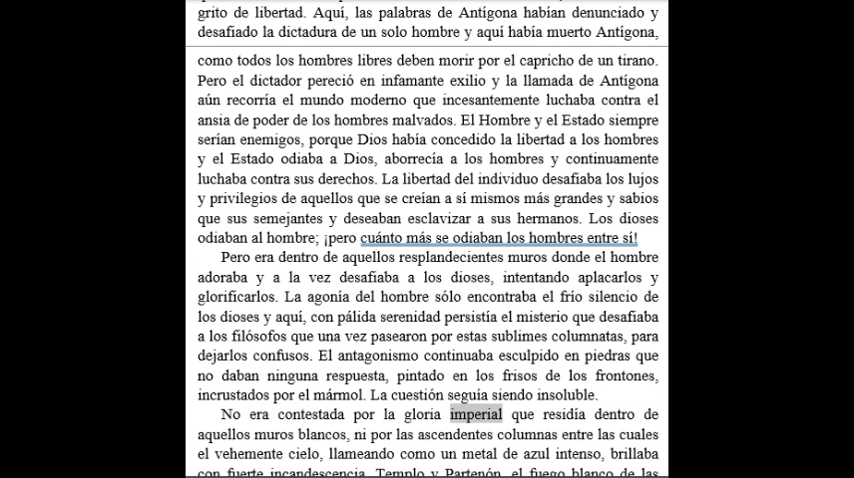 grito de libertad. Aquí, las palabras de Antígona habían denunciado y
desafiado la dictadura de un solo hombre y aquí había muerto Antígona,
como todos los hombres libres deben morir por el capricho de un tirano.
Pero el dictador pereció en infamante exilio y la llamada de Antígona
aún recorría el mundo moderno que incesantemente luchaba contra el
ansia de poder de los hombres malvados. El Hombre y el Estado siempre
serían enemigos, porque Dios había concedido la libertad a los hombres
y el Estado odiaba a Dios, aborrecía a los hombres y continuamente
luchaba contra sus derechos. La libertad del individuo desafiaba los lujos
y privilegios de aquellos que se creían a sí mismos más grandes y sabios
que sus semejantes y deseaban esclavizar a sus hermanos. Los dioses
odiaban al hombre; ¡pero cuánto más se odiaban los hombres entre sí!
Pero era dentro de aquellos resplandecientes muros donde el hombre
adoraba y a la vez desafiaba a los dioses, intentando aplacarlos y
glorificarlos. La agonía del hombre sólo encontraba el frío silencio de
los dioses y aquí, con pálida serenidad persistía el misterio que desafiaba
a los filósofos que una vez pasearon por estas sublimes columnatas, para
dejarlos confusos. El antagonismo continuaba esculpido en piedras que
no daban ninguna respuesta, pintado en los frisos de los frontones,
incrustados por el mármol. La cuestión seguía siendo insoluble.
No era contestada por la gloria imperial que residía dentro de
aquellos muros blancos, ni por las ascendentes columnas entre las cuales
el vehemente cielo, llameando como un metal de azul intenso, brillaba
con fuerte incandescencia. Templo y Partenón, el fuego blanco de las